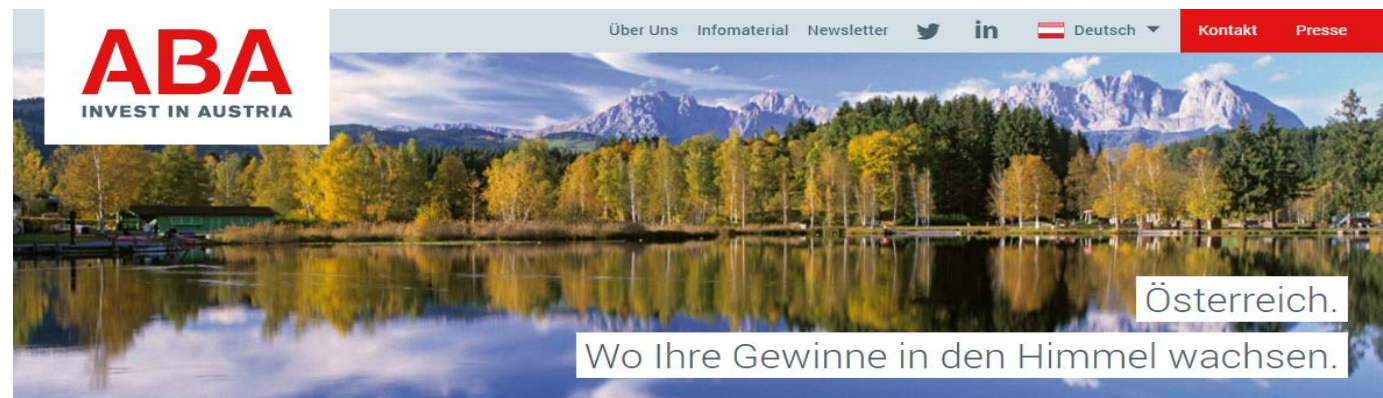 ABA
INVEST IN AUSTRIA
Über Uns Infomaterial Newsletter in Deutsch Kontakt Presse
Österreich.
Wo Ihre Gewinne in den Himmel wachsen.